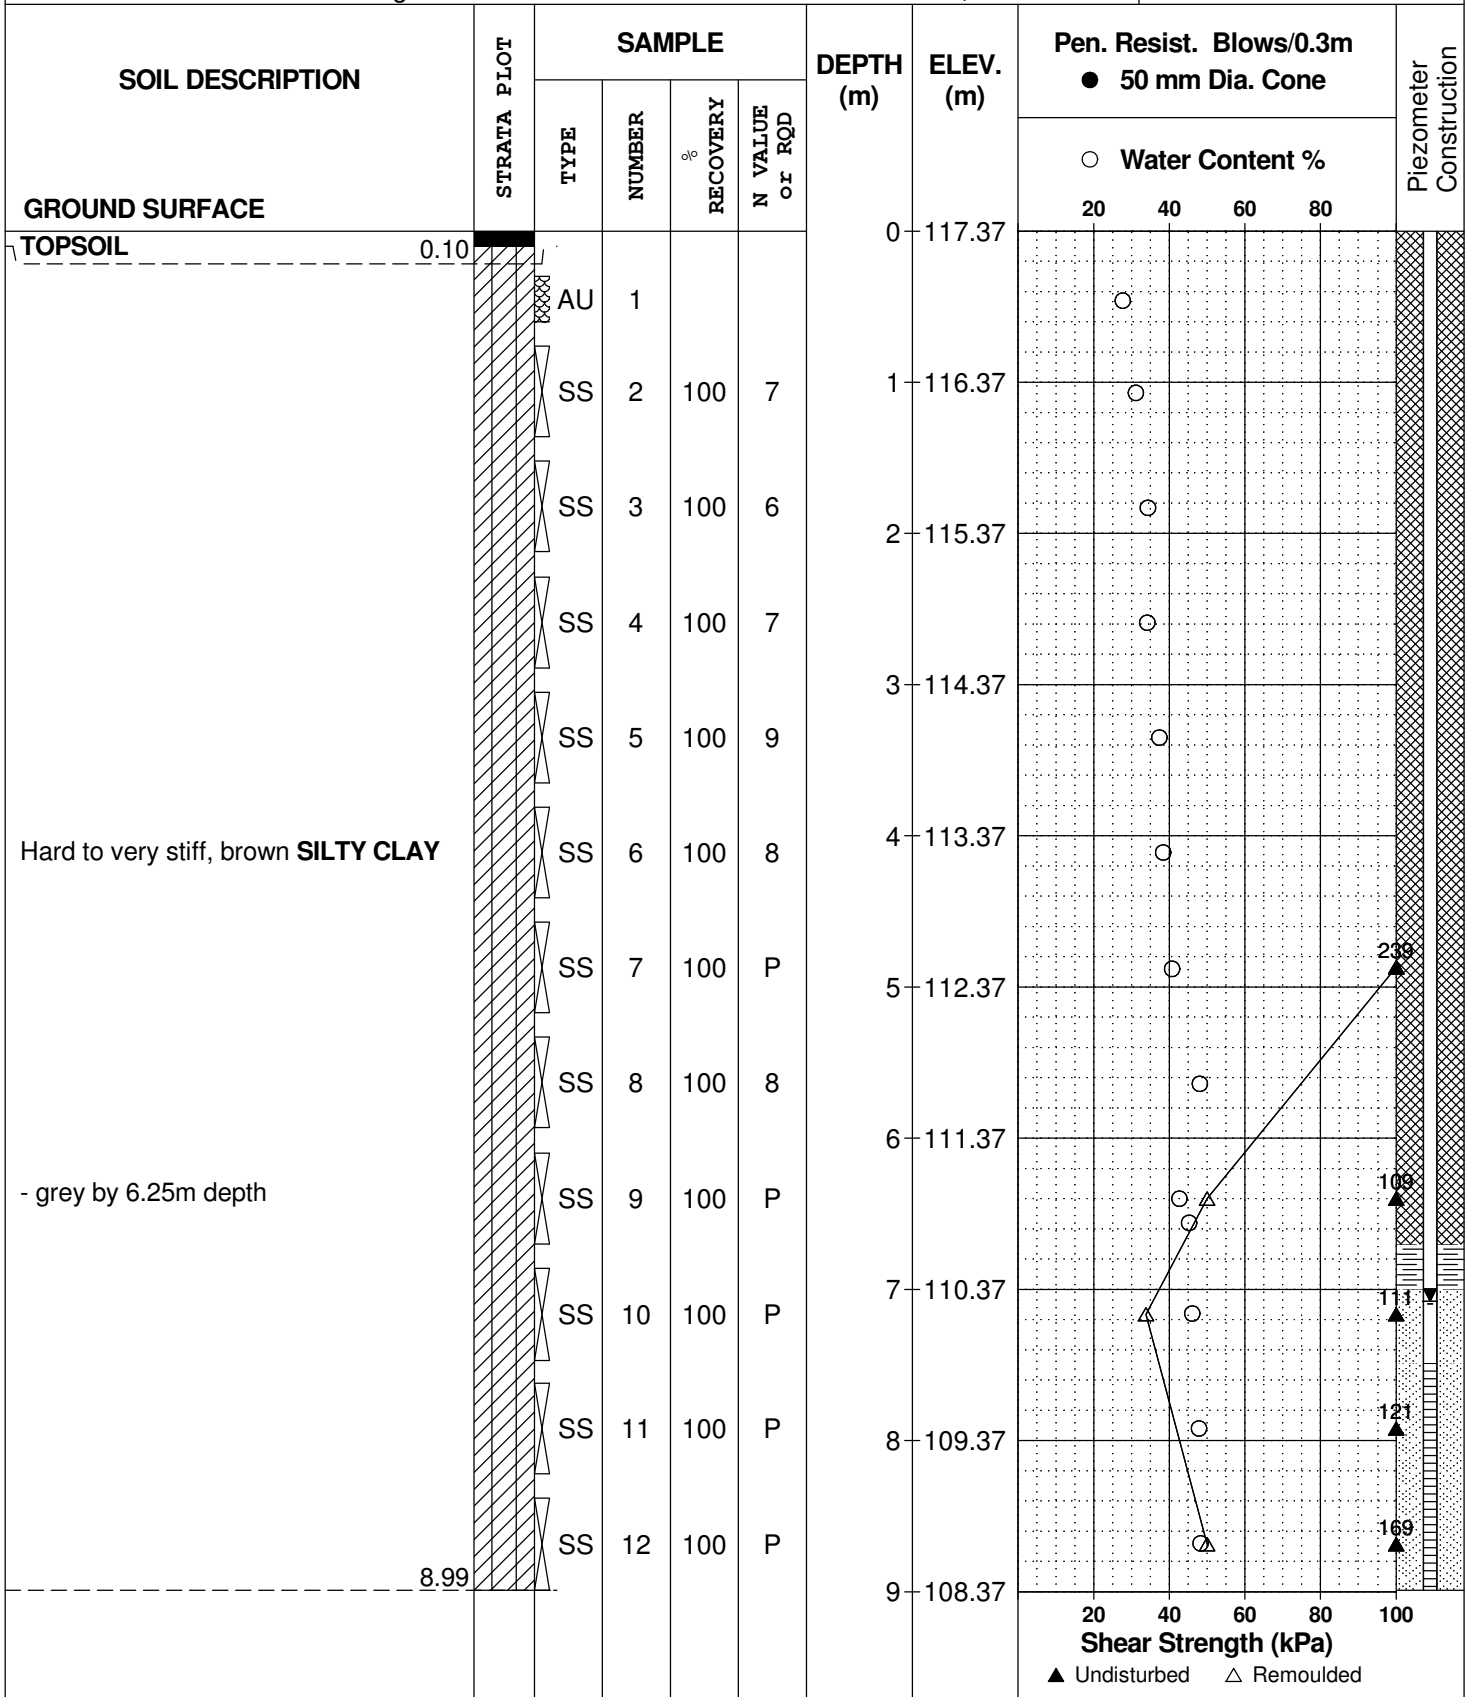 SOIL DESCRIPTION
GROUND SURFACE
STRATA PLOT
SAMPLE
TYPE
NUMBER
% RECOVERY
N VALUE or RQD
DEPTH (m)
ELEV. (m)
Pen. Resist. Blows/0.3m
● 50 mm Dia. Cone
○ Water Content %
20 40 60 80
Piezometer Construction
TOPSOIL 0.10
0 117.37
AU 1
1 116.37
SS 2 100 7
SS 3 100 6
2 115.37
SS 4 100 7
3 114.37
SS 5 100 9
4 113.37
Hard to very stiff, brown SILTY CLAY
SS 6 100 8
239
SS 7 100 P
5 112.37
SS 8 100 8
6 111.37
- grey by 6.25m depth
SS 9 100 P
109
7 110.37
111
SS 10 100 P
121
SS 11 100 P
8 109.37
169
SS 12 100 P
8.99
9 108.37
20 40 60 80 100
Shear Strength (kPa)
▲ Undisturbed △ Remoulded